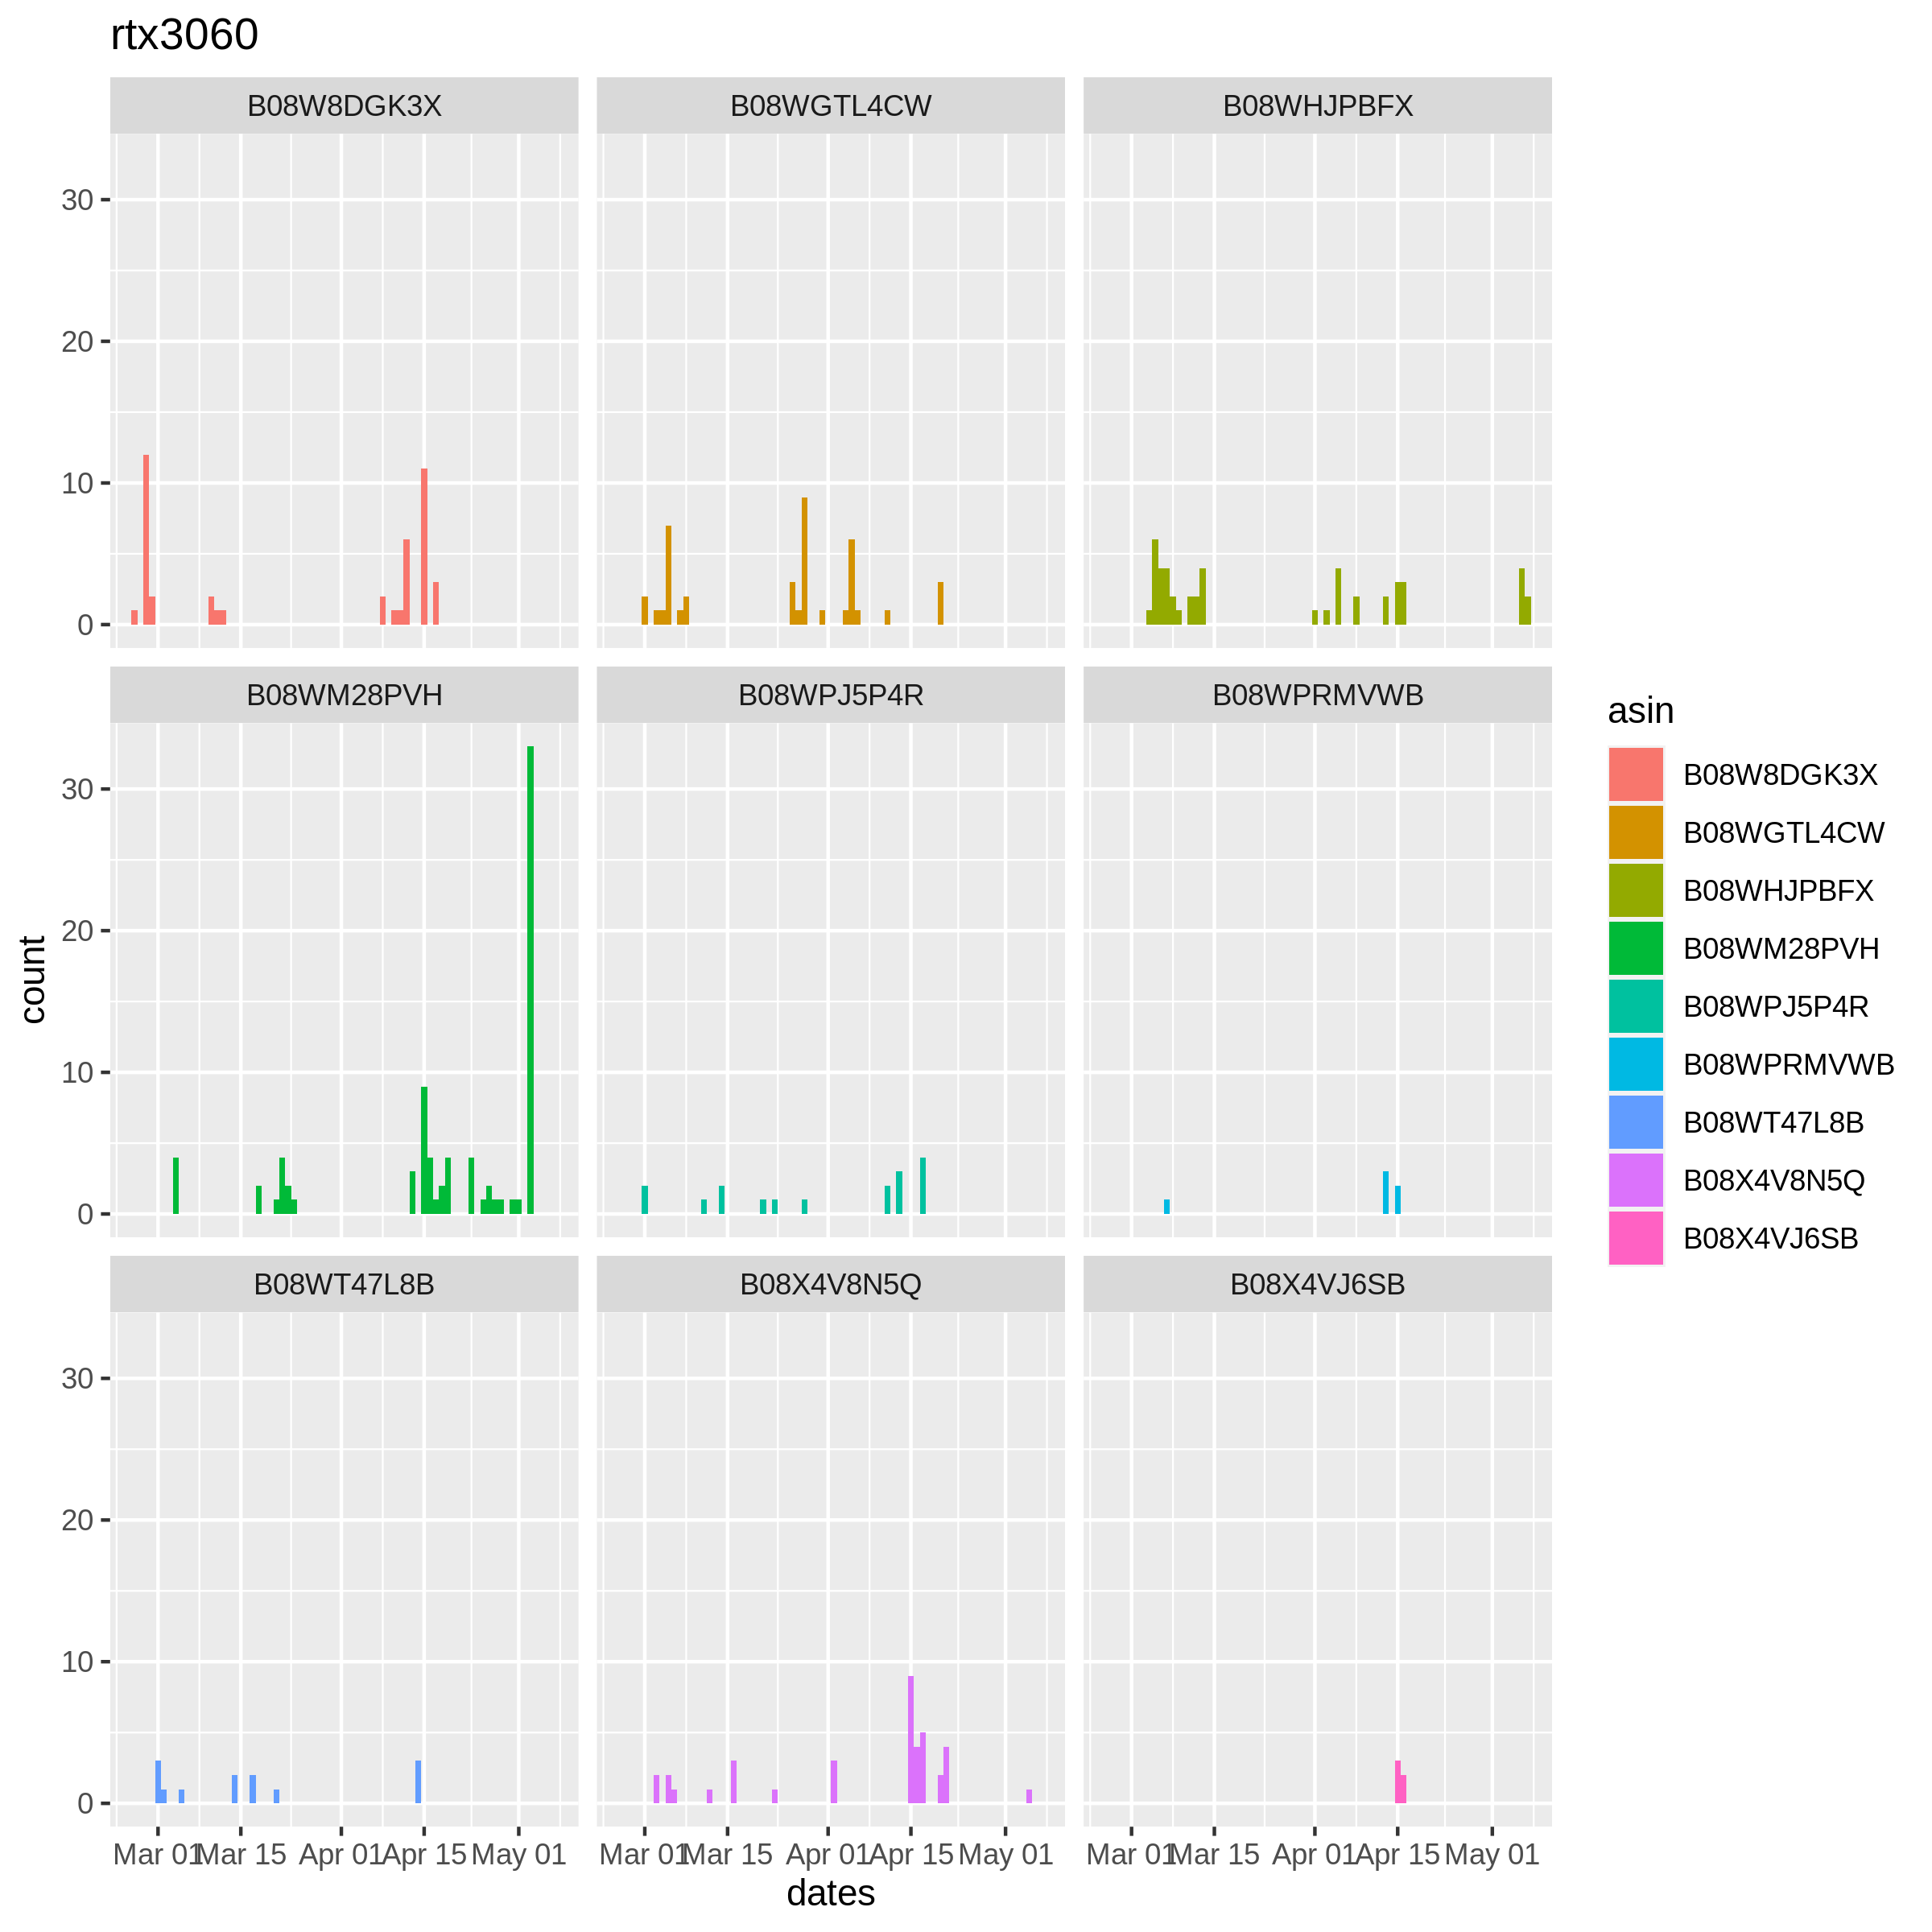 rtx3060
B08W8DGK3X B08WGTL4CW B08WHJPBFX
30
20
10
0
B08WM28PVH B08WPJ5P4R B08WPRMVWB
30
20
10
0
B08WT47L8B B08X4V8N5Q B08X4VJ6SB
30
20
10
0
Mar 01 Mar 15 Apr 01 Apr 15 May 01 Mar 01 Mar 15 Apr 01 Apr 15 May 01 Mar 01 Mar 15 Apr 01 Apr 15 May 01
dates
count
asin
B08W8DGK3X
B08WGTL4CW
B08WHJPBFX
B08WM28PVH
B08WPJ5P4R
B08WPRMVWB
B08WT47L8B
B08X4V8N5Q
B08X4VJ6SB